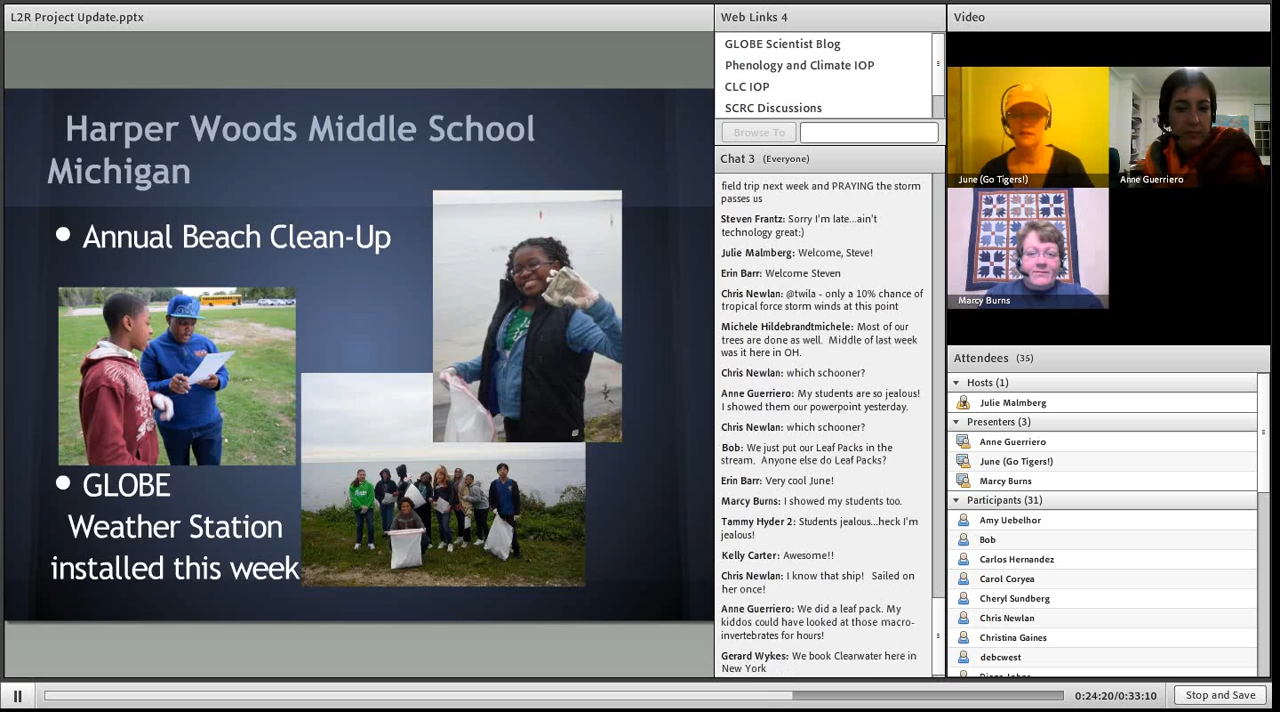 L2R Project Update.pptx
Harper Woods Middle School
Michigan
• Annual Beach Clean-Up
• GLOBE
Weather Station
installed this week
Web Links 4
GLOBE Scientist Blog
Phenology and Climate IOP
CLC IOP
SCRC Discussions
Browse To
Chat 3 (Everyone)
field trip next week and PRAYING the storm
passes us
Steven Frantz: Sorry I'm late...ain't
technology great:)
Julie Malmberg: Welcome, Steve!
Erin Barr: Welcome Steven
Chris Newlan: @twila - only a 10% chance of
tropical force storm winds at this point
Michele Hildebrandtmichele: Most of our
trees are done as well. Middle of last week
was it here in OH.
Chris Newlan: which schooner?
Anne Guerriero: My students are so jealous!
I showed them our powerpoint yesterday.
Chris Newlan: which schooner?
Bob: We just put our Leaf Packs in the
stream. Anyone else do Leaf Packs?
Erin Barr: Very cool June!
Marcy Burns: I showed my students too.
Tammy Hyder 2: Students jealous...heck I'm
jealous!
Kelly Carter: Awesome!!
Chris Newlan: I know that ship! Sailed on
her once!
Anne Guerriero: We did a leaf pack. My
kiddos could have looked at those macro-
invertebrates for hours!
Gerard Wykes: We book Clearwater here in
New York
Video
June (Go Tigers!)
Anne Guerriero
Marcy Burns
Attendees (35)
Hosts (1)
Julie Malmberg
Presenters (3)
Anne Guerriero
June (Go Tigers!)
Marcy Burns
Participants (31)
Amy Uebelhor
Bob
Carlos Hernandez
Carol Coryea
Cheryl Sundberg
Chris Newlan
Christina Gaines
debcwest
0:24:20/0:33:10
Stop and Save